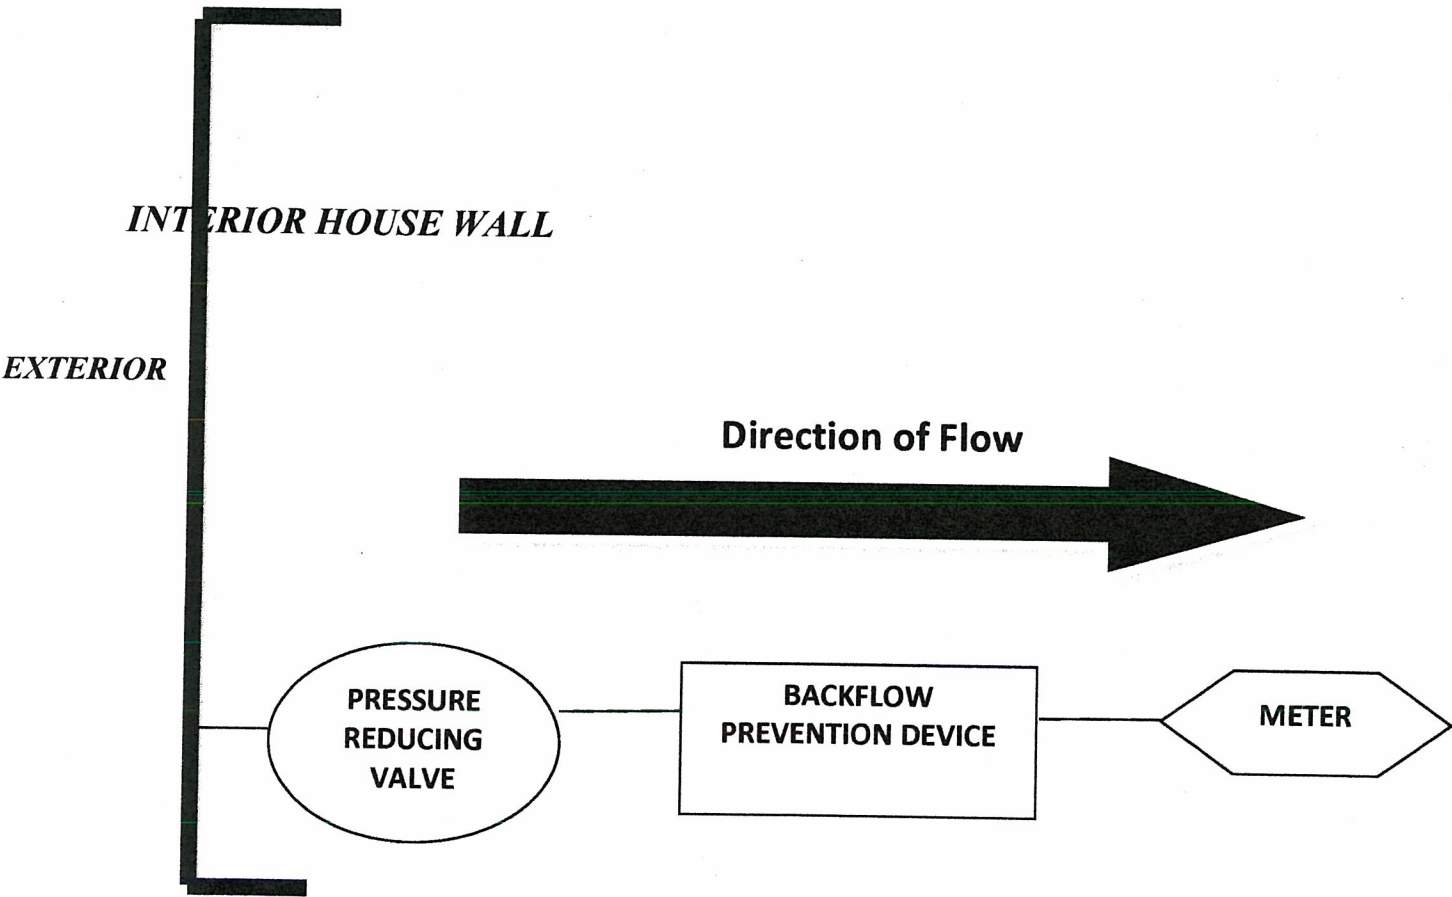 INTERIOR HOUSE WALL
EXTERIOR
Direction of Flow
PRESSURE
REDUCING
VALVE
BACKFLOW
PREVENTION DEVICE
METER